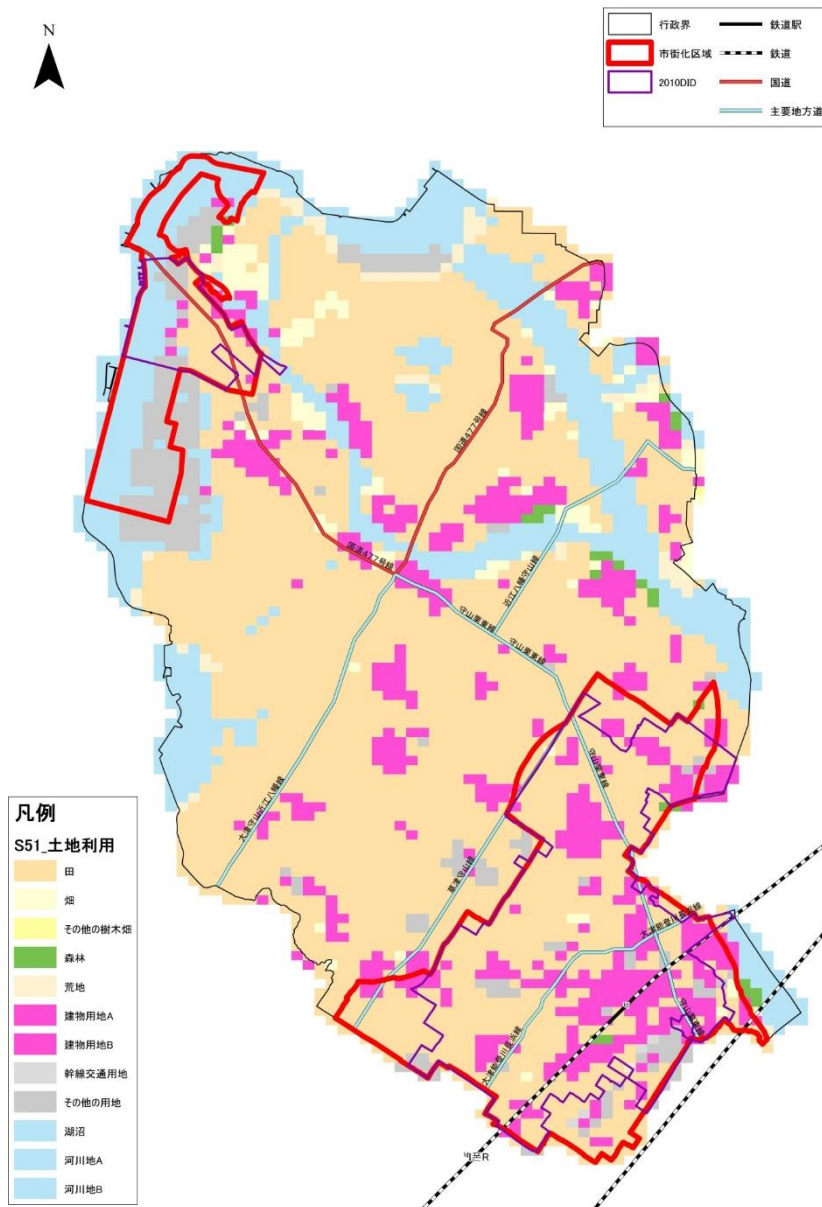 N
行政界
市街化区域
2010DID
鉄道駅
鉄道
国道
主要地方道
国道477号線
国道477号線
近江八幡守山線
守山栗東線
守山栗東線
守山栗東線
大津守山近江八幡線
草津守山線
大津能登川長浜線
大津能登川長浜線
守山栗東線
凡例
S51_土地利用
田
畑
その他の樹木畑
森林
荒地
建物用地A
建物用地B
幹線交通用地
その他の用地
湖沼
河川地A
河川地B